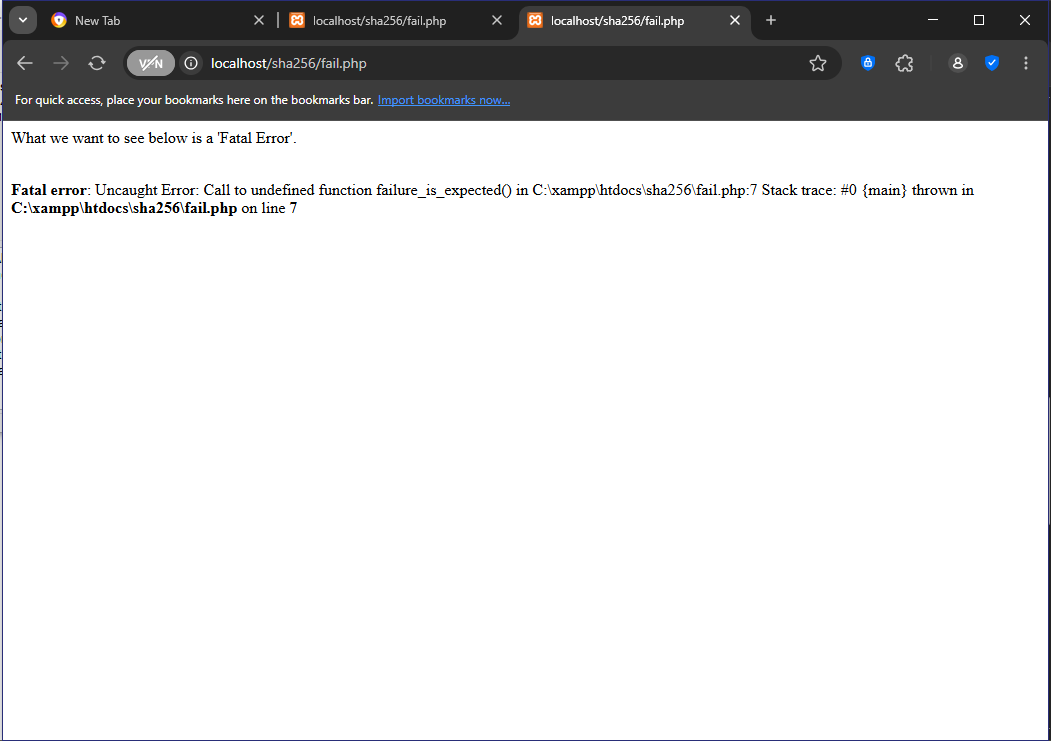 New Tab
localhost/sha256/fail.php
localhost/sha256/fail.php
VPN
localhost/sha256/fail.php
For quick access, place your bookmarks here on the bookmarks bar. Import bookmarks now...
What we want to see below is a 'Fatal Error'.
Fatal error: Uncaught Error: Call to undefined function failure_is_expected() in C:\xampp\htdocs\sha256\fail.php:7 Stack trace: #0 {main} thrown in
C:\xampp\htdocs\sha256\fail.php on line 7